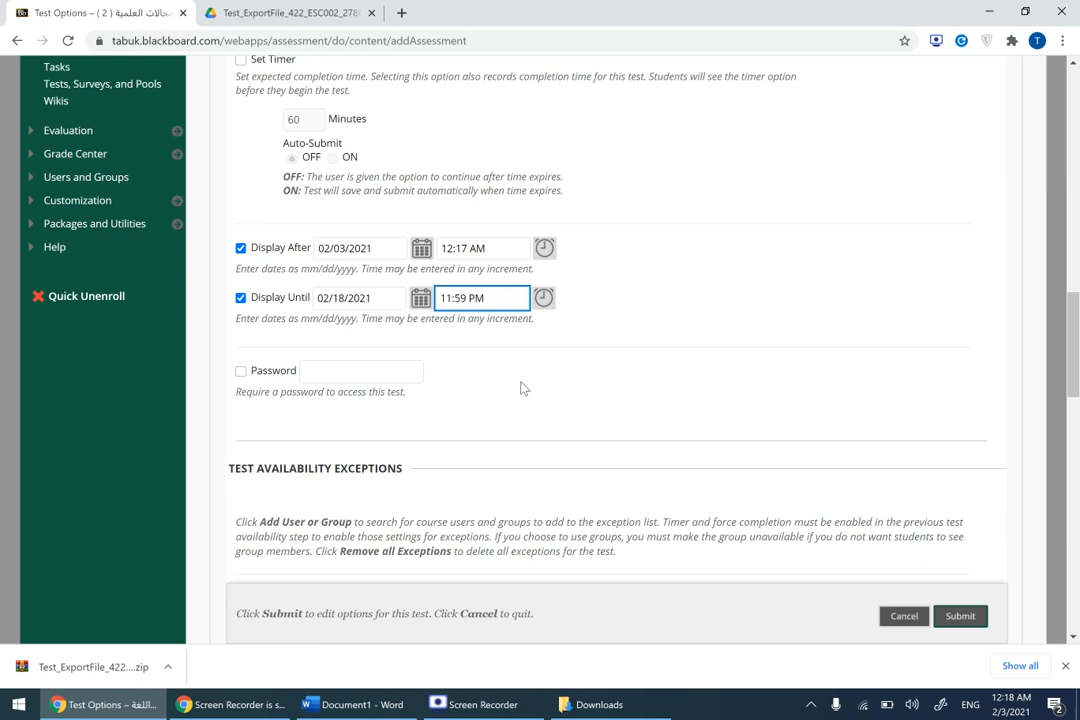 Test Options – ( 2 ) جالات العلمية
Test_ExportFile_422_ESC002_278
tabuk.blackboard.com/webapps/assessment/do/content/addAssessment
T
Tasks
Tests, Surveys, and Pools
Wikis
Evaluation
Grade Center
Users and Groups
Customization
Packages and Utilities
Help
Quick Unenroll
Set Timer
Set expected completion time. Selecting this option also records completion time for this test. Students will see the timer option
before they begin the test.
60 Minutes
Auto-Submit
OFF ON
OFF: The user is given the option to continue after time expires.
ON: Test will save and submit automatically when time expires.
Display After 02/03/2021 12:17 AM
Enter dates as mm/dd/yyyy. Time may be entered in any increment.
Display Until 02/18/2021 11:59 PM
Enter dates as mm/dd/yyyy. Time may be entered in any increment.
Password
Require a password to access this test.
TEST AVAILABILITY EXCEPTIONS
Click Add User or Group to search for course users and groups to add to the exception list. Timer and force completion must be enabled in the previous test
availability step to enable those settings for exceptions. If you choose to use groups, you must make the group unavailable if you do not want students to see
group members. Click Remove all Exceptions to delete all exceptions for the test.
Click Submit to edit options for this test. Click Cancel to quit.
Cancel Submit
Test_ExportFile_422....zip
Show all
Test Options – اللغة...
Screen Recorder is s...
Document1 - Word
Screen Recorder
Downloads
ENG
12:18 AM
2/3/2021
2